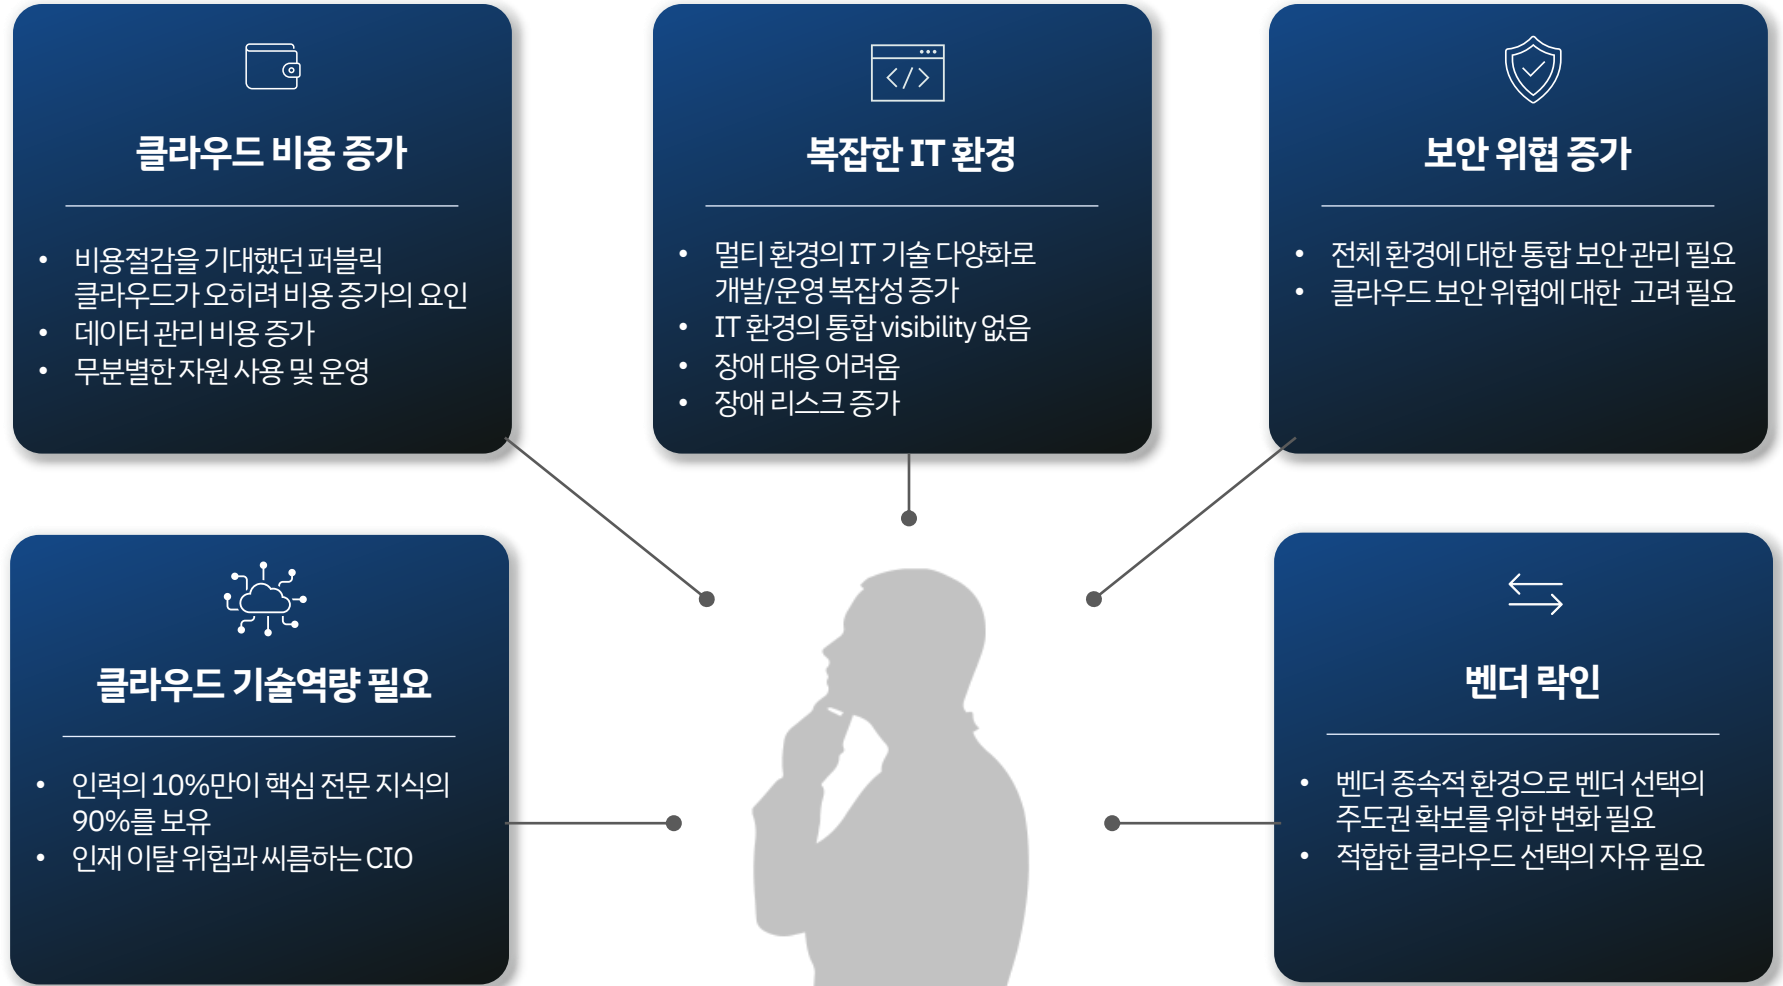 클라우드 비용 증가
• 비용절감을 기대했던 퍼블릭
클라우드가 오히려 비용 증가의 요인
• 데이터 관리 비용 증가
• 무분별한 자원 사용 및 운영
복잡한 IT 환경
• 멀티 환경의 IT 기술 다양화로
개발/운영 복잡성 증가
• IT 환경의 통합 visibility 없음
• 장애 대응 어려움
• 장애 리스크 증가
보안 위협 증가
• 전체 환경에 대한 통합 보안 관리 필요
• 클라우드 보안 위협에 대한 고려 필요
클라우드 기술역량 필요
• 인력의 10%만이 핵심 전문 지식의
90%를 보유
• 인재 이탈 위험과 씨름하는 CIO
벤더 락인
• 벤더 종속적 환경으로 벤더 선택의
주도권 확보를 위한 변화 필요
• 적합한 클라우드 선택의 자유 필요